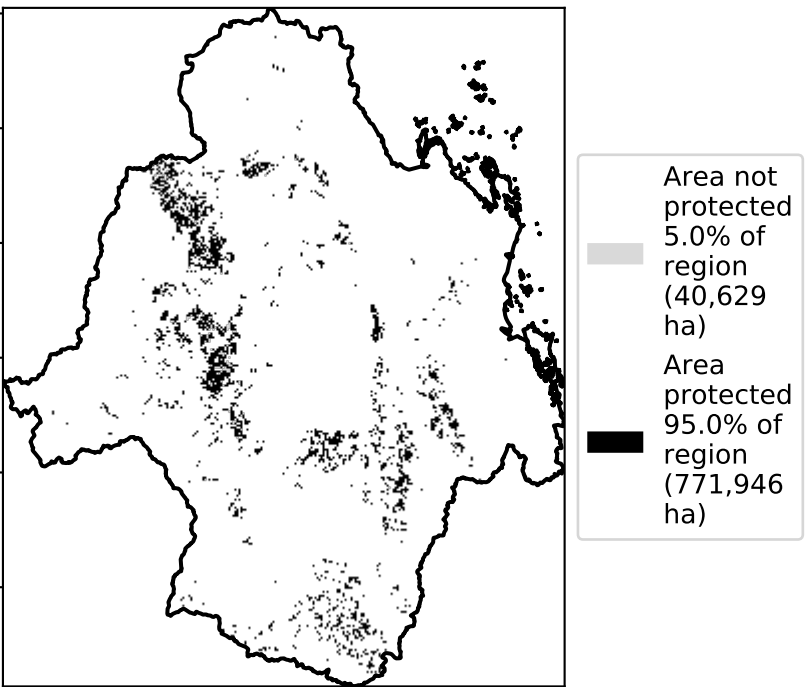 Area not
protected
5.0% of
region
(40,629
ha)
Area
protected
95.0% of
region
(771,946
ha)